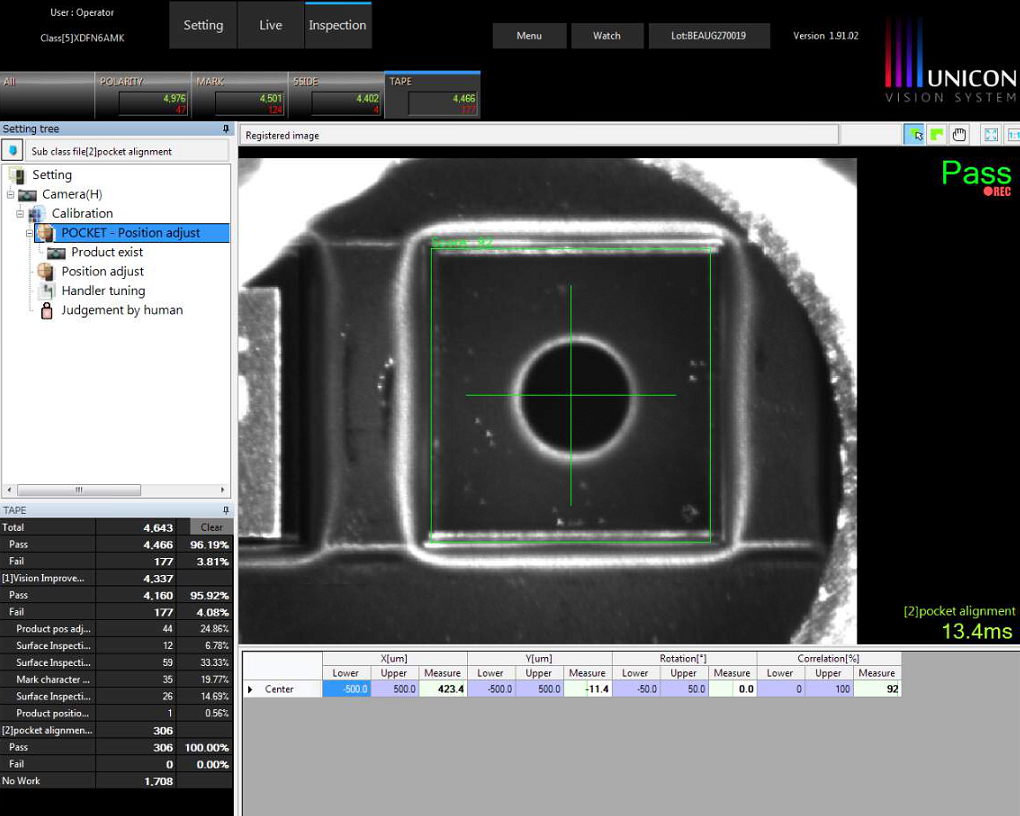 User : Operator
Class[5]XDFN6AMK
Setting
Live
Inspection
Menu
Watch
Lot:BEAUG270019
Version 1.91.02
UNICON
VISION SYSTEM
All
POLARITY
4,976
47
MARK
4,501
124
5SIDE
4,402
4
TAPE
4,466
177
Setting tree
Sub class file[2]pocket alignment
Setting
Camera(H)
Calibration
POCKET - Position adjust
Product exist
Position adjust
Handler tuning
Judgement by human
Registered image
1:1
Pass
REC
Score: 92
[2]pocket alignment
13.4ms
TAPE
Total 4,643 Clear
Pass 4,466 96.19%
Fail 177 3.81%
[1]Vision Improve... 4,337
Pass 4,160 95.92%
Fail 177 4.08%
Product pos adj... 44 24.86%
Surface Inspecti... 12 6.78%
Surface Inspecti... 59 33.33%
Mark character ... 35 19.77%
Surface Inspecti... 26 14.69%
Product positio... 1 0.56%
[2]pocket alignmen... 306
Pass 306 100.00%
Fail 0 0.00%
No Work 1,708
X[um] Y[um] Rotation[°] Correlation[%]
Lower Upper Measure Lower Upper Measure Lower Upper Measure Lower Upper Measure
Center -500.0 500.0 423.4 -500.0 500.0 -11.4 -50.0 50.0 0.0 0 100 92